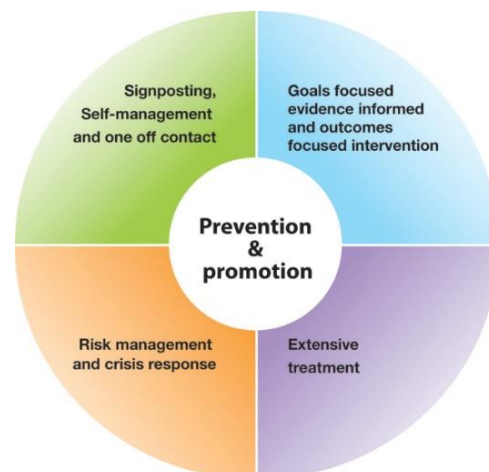 Signposting,
Self-management
and one off contact
Goals focused
evidence informed
and outcomes
focused intervention
Prevention
&
promotion
Risk management
and crisis response
Extensive
treatment